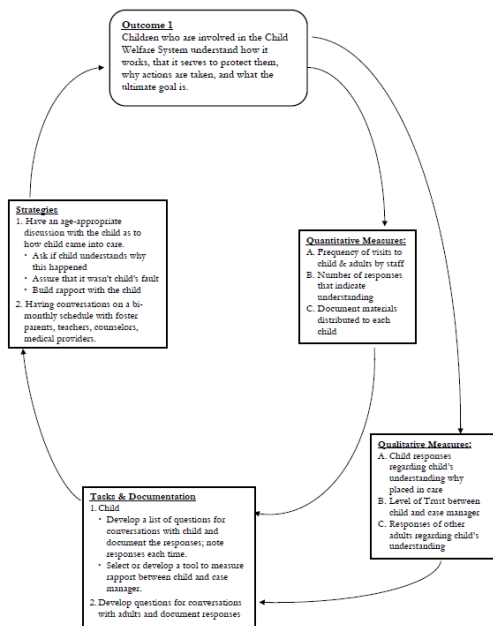 Outcome 1
Children who are involved in the Child
Welfare System understand how it
works, that it serves to protect them,
why actions are taken, and what the
ultimate goal is.
Strategies
1. Have an age-appropriate
discussion with the child as to
how child came into care.
• Ask if child understands why
this happened
• Assure that it wasn't child's fault
• Build rapport with the child
2. Having conversations on a bi-
monthly schedule with foster
parents, teachers, counselors,
medical providers.
Quantitative Measures:
A. Frequency of visits to
child & adults by staff
B. Number of responses
that indicate
understanding
C. Document materials
distributed to each
child
Qualitative Measures:
A. Child responses
regarding child's
understanding why
placed in care
B. Level of Trust between
child and case manager
C. Responses of other
adults regarding child's
understanding
Tasks & Documentation
1. Child
• Develop a list of questions for
conversations with child and
document the responses; note
responses each time.
• Select or develop a tool to measure
rapport between child and case
manager.
2. Develop questions for conversations
with adults and document responses